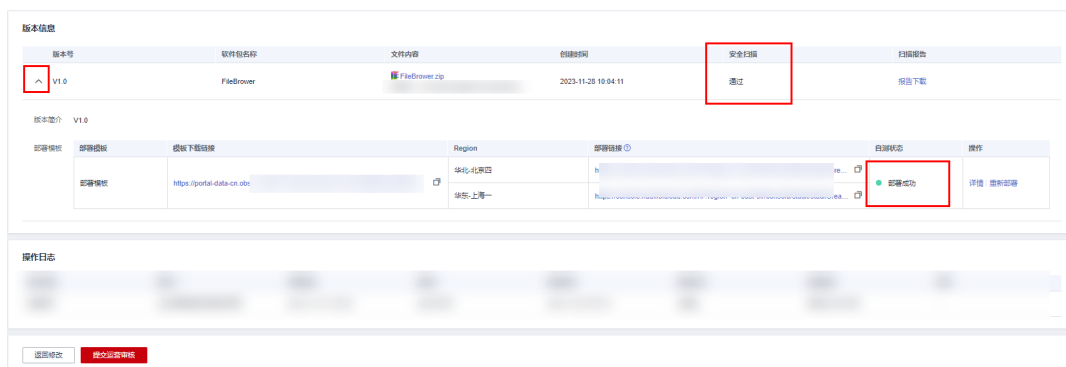 版本信息
版本号 软件包名称 文件内容 创建时间 安全扫描 扫描报告
V1.0 FileBrower FileBrower.zip 2023-11-28 10:04:11 通过 报告下载
版本简介 V1.0
部署模板 部署模板 模板下载链接 Region 部署链接 自测状态 操作
华北-北京四
部署模板 https://portal-data-cn.obs 部署成功 详情 重新部署
华东-上海一
操作日志
返回修改 提交运营审核